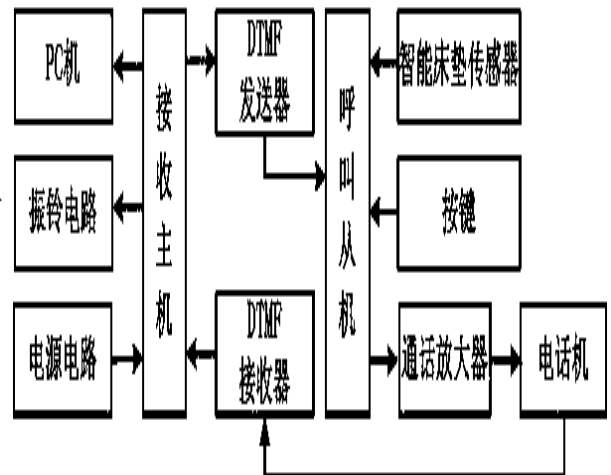 PC机
接收主机
DTMF
发送器
呼叫从机
智能床垫传感器
振铃电路
按键
电源电路
DTMF
接收器
通话放大器
电话机